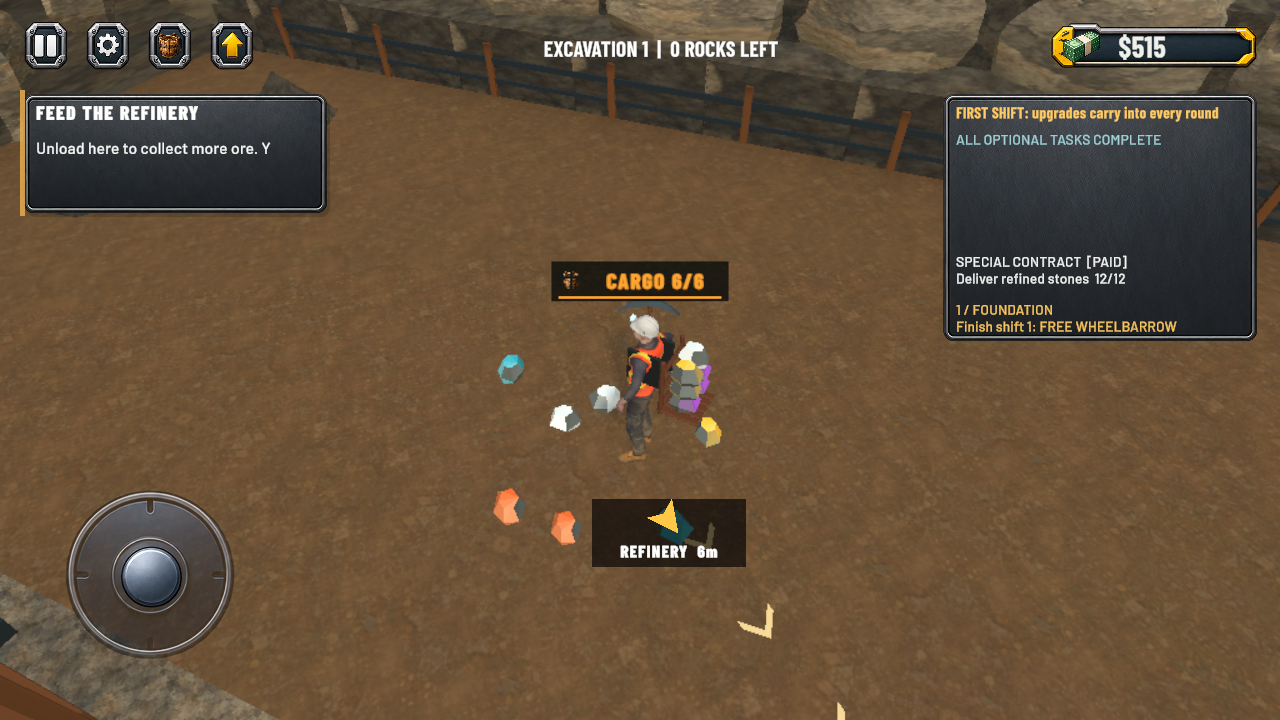 EXCAVATION 1 | 0 ROCKS LEFT
$515
FEED THE REFINERY
Unload here to collect more ore. Y
FIRST SHIFT: upgrades carry into every round
ALL OPTIONAL TASKS COMPLETE
SPECIAL CONTRACT [PAID]
Deliver refined stones 12/12
1 / FOUNDATION
Finish shift 1: FREE WHEELBARROW
CARGO 6/6
REFINERY 6m